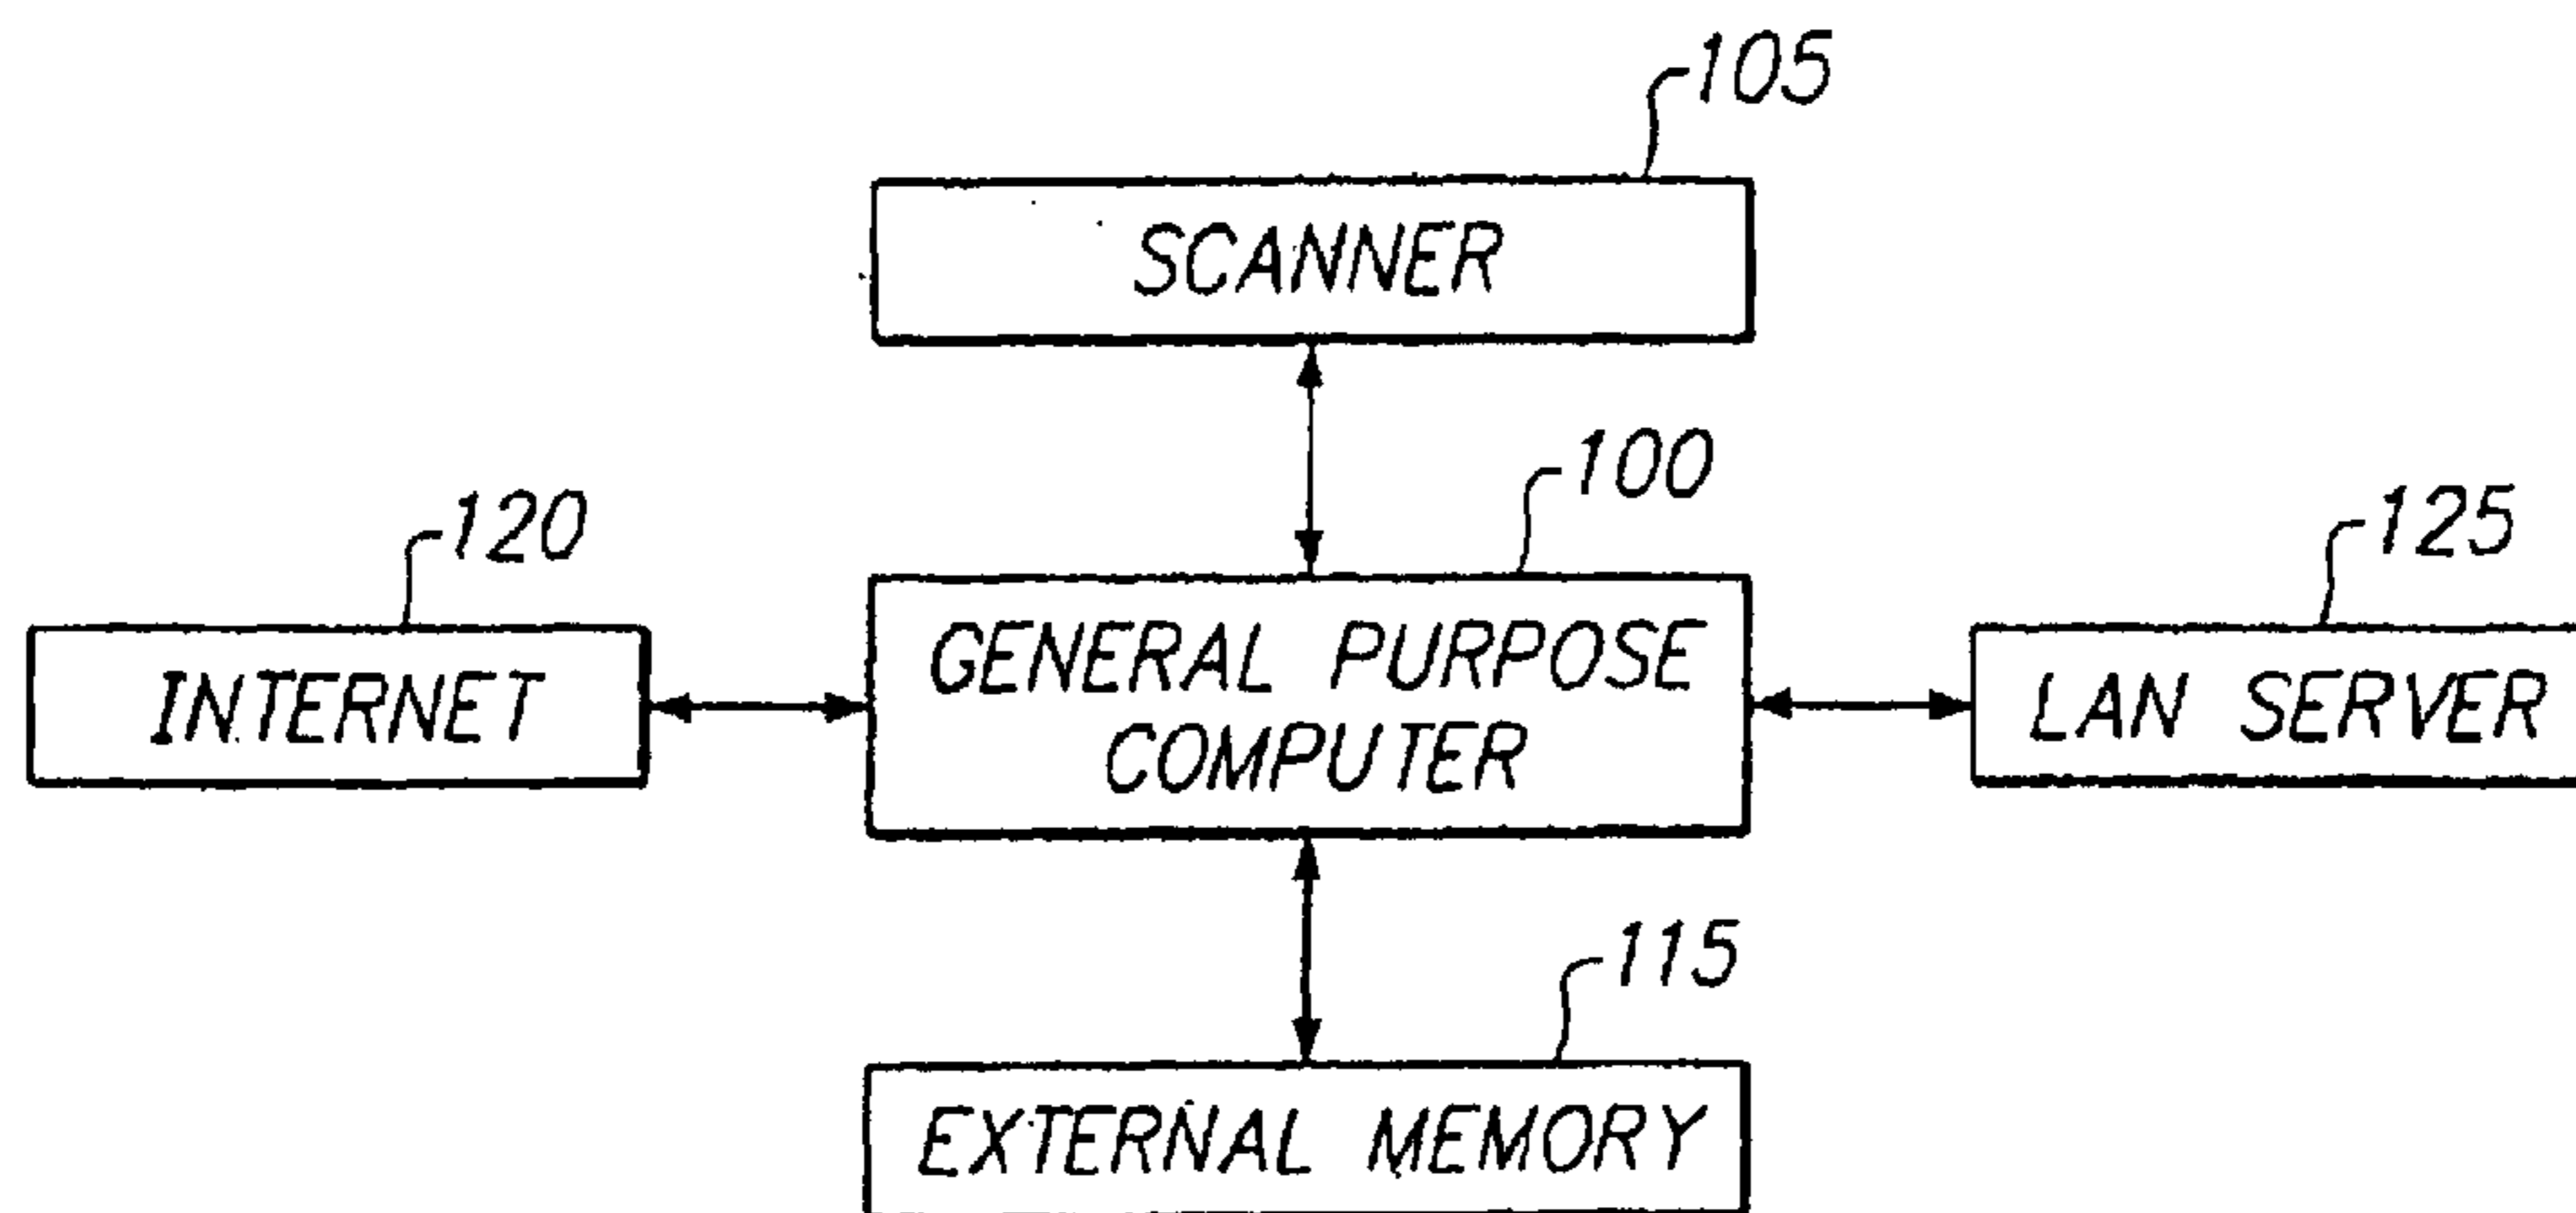 105
SCANNER
100
120
125
GENERAL PURPOSE
COMPUTER
INTERNET
LAN SERVER
115
EXTERNAL MEMORY